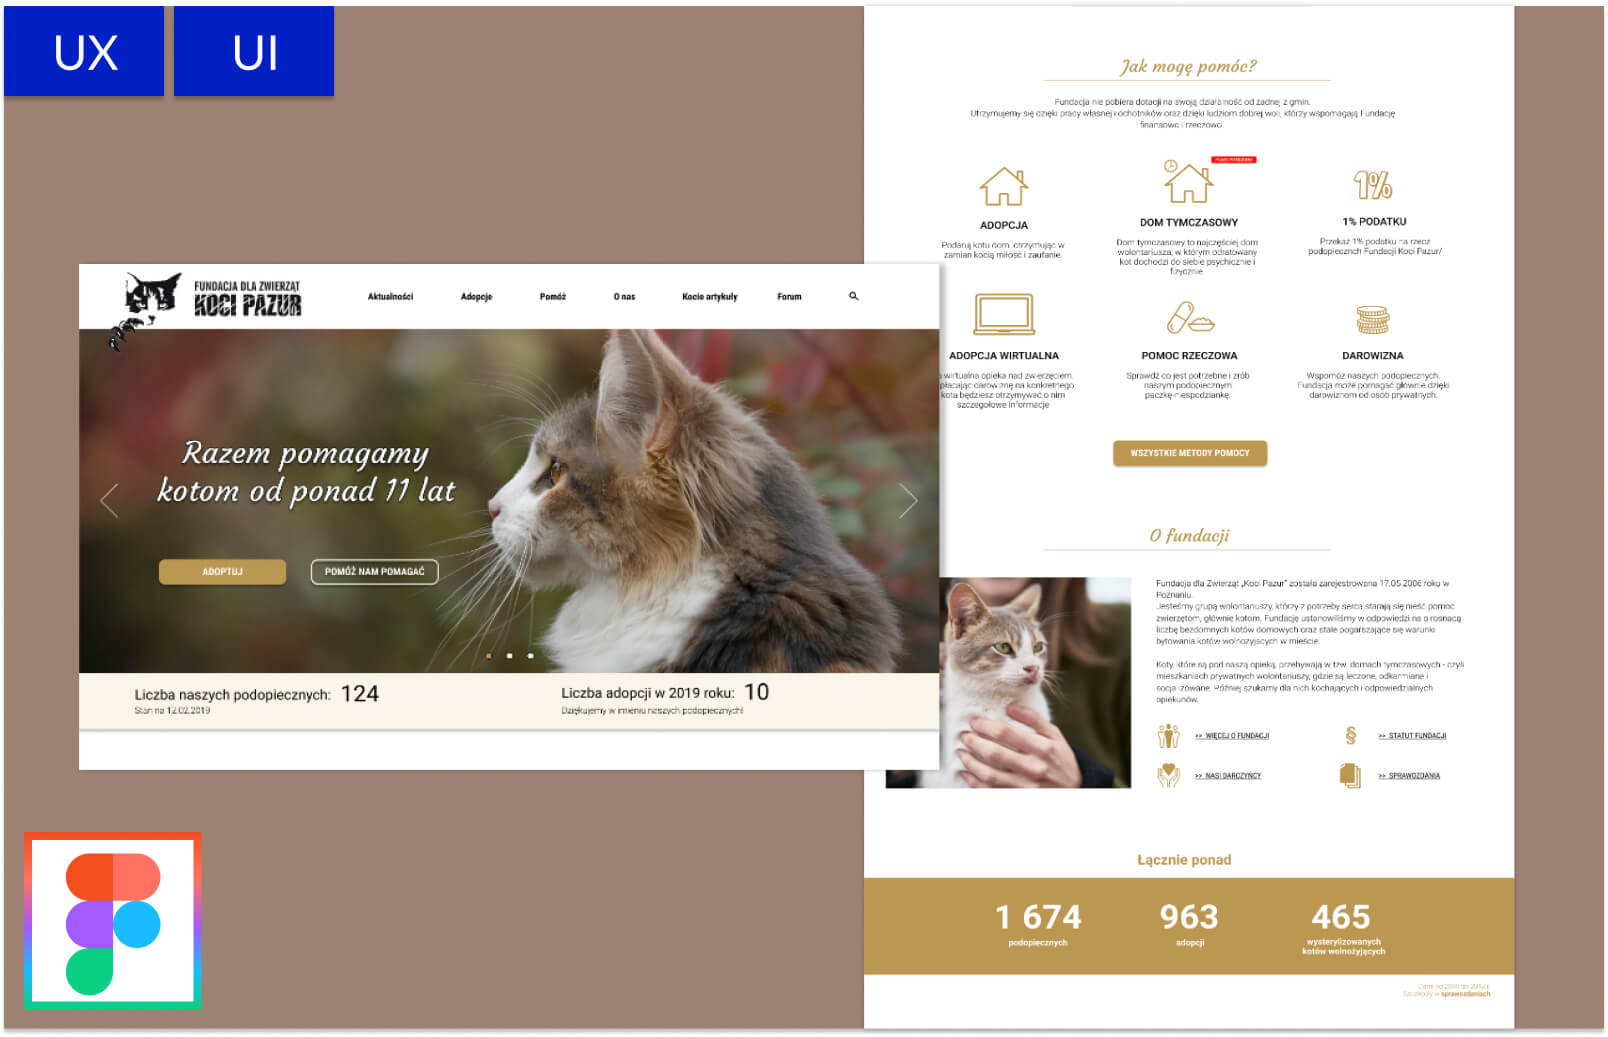 UX
UI
FUNDACJA DLA ZWIERZĄT
KOCI PAZUR
Aktualności
Adopcje
Pomóż
O nas
Kocie artykuły
Forum
Razem pomagamy
kotom od ponad 11 lat
ADOPTUJ
POMÓŻ NAM POMAGAĆ
Liczba naszych podopiecznych: 124
Stan na 12.02.2019
Liczba adopcji w 2019 roku: 10
Dziękujemy w imieniu naszych podopiecznych!
Jak mogę pomóc?
Fundacja nie pobiera dotacji na swoją działalność od żadnej z gmin.
Utrzymujemy się dzięki pracy własnej i ochotników oraz dzięki ludziom dobrej woli, którzy wspomagają Fundację
finansowo i rzeczowo.
ADOPCJA
Podaruj kotu dom, otrzymując w
zamian kocią miłość i zaufanie.
DOM TYMCZASOWY
Dom tymczasowy to najczęściej dom
wolontariusza, w którym odratowany
kot dochodzi do siebie psychicznie i
fizycznie.
1%
1% PODATKU
Przekaż 1% podatku na rzecz
podopiecznch Fundacji Koci Pazur/
ADOPCJA WIRTUALNA
wirtualna opieka nad zwierzęciem.
płacając darowiznę na konkretnego
kota będziesz otrzymywać o nim
szczegółowe informacje
POMOC RZECZOWA
Sprawdź co jest potrzebne i zrób
naszym podopiecznym
paczkę-niespodziankę.
DAROWIZNA
Wspomóż naszych podopiecznych.
Fundacja może pomagać głównie dzięki
darowiznom od osób prywatnych.
WSZYSTKIE METODY POMOCY
O fundacji
Fundacja dla Zwierząt „Koci Pazur” została zarejestrowana 17.05.2006 roku w
Poznaniu.
Jesteśmy grupą wolontariuszy, którzy z potrzeby serca starają się nieść pomoc
zwierzętom, głównie kotom. Fundację ustanowiliśmy w odpowiedzi na o rosnącą
liczbę bezdomnych kotów domowych oraz stale pogarszające się warunki
bytowania kotów wolnożyjących w mieście.
Koty, które są pod naszą opieką, przebywają w tzw. domach tymczasowych - czyli
mieszkaniach prywatnych wolontariuszy, gdzie są leczone, odkarmiane i
socjalizowane. Później szukamy dla nich kochających i odpowiedzialnych
opiekunów.
>> WIĘCEJ O FUNDACJI
§
>> STATUT FUNDACJI
>> NASI DARCZYŃCY
>> SPRAWOZDANIA
Łącznie ponad
1 674
podopiecznych
963
adopcji
465
wysterylizowanych
kotów wolnożyjących
Szczegóły w sprawozdaniach